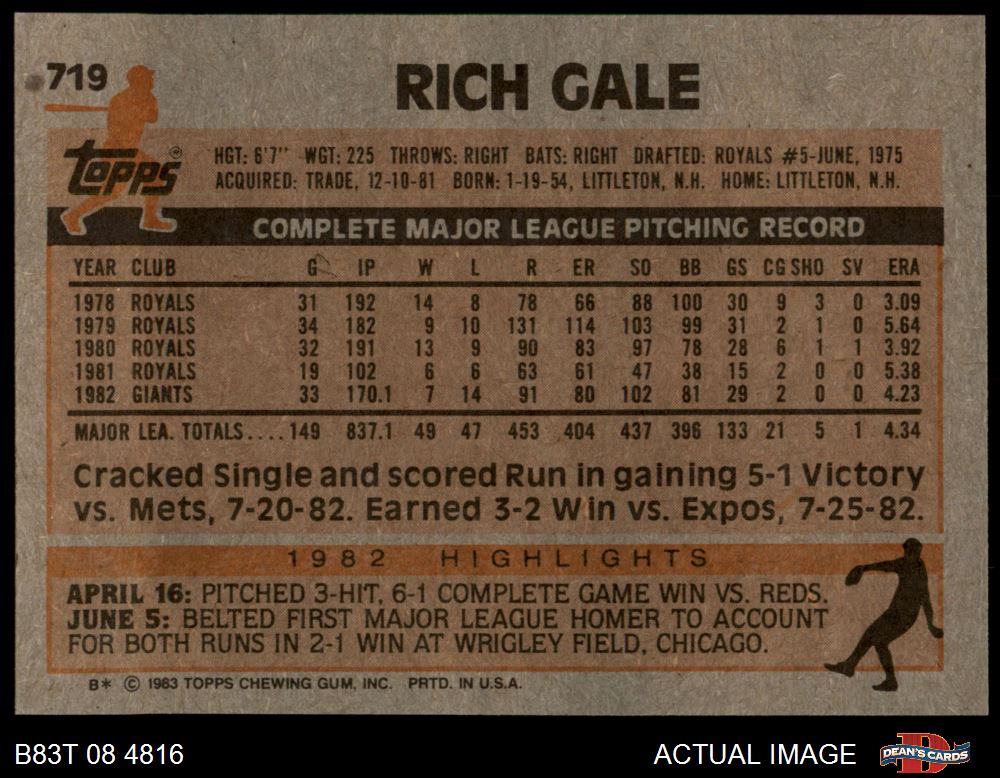 719
RICH GALE
Topps®
HGT: 6'7" WGT: 225 THROWS: RIGHT BATS: RIGHT DRAFTED: ROYALS #5-JUNE, 1975
ACQUIRED: TRADE, 12-10-81 BORN: 1-19-54, LITTLETON, N.H. HOME: LITTLETON, N.H.
COMPLETE MAJOR LEAGUE PITCHING RECORD
YEAR CLUB G IP W L R ER SO BB GS CG SHO SV ERA
1978 ROYALS 31 192 14 8 78 66 88 100 30 9 3 0 3.09
1979 ROYALS 34 182 9 10 131 114 103 99 31 2 1 0 5.64
1980 ROYALS 32 191 13 9 90 83 97 78 28 6 1 1 3.92
1981 ROYALS 19 102 6 6 63 61 47 38 15 2 0 0 5.38
1982 GIANTS 33 170.1 7 14 91 80 102 81 29 2 0 0 4.23
MAJOR LEA. TOTALS.... 149 837.1 49 47 453 404 437 396 133 21 5 1 4.34
Cracked Single and scored Run in gaining 5-1 Victory
vs. Mets, 7-20-82. Earned 3-2 Win vs. Expos, 7-25-82.
1982 HIGHLIGHTS
APRIL 16: PITCHED 3-HIT, 6-1 COMPLETE GAME WIN VS. REDS.
JUNE 5: BELTED FIRST MAJOR LEAGUE HOMER TO ACCOUNT
FOR BOTH RUNS IN 2-1 WIN AT WRIGLEY FIELD, CHICAGO.
B* © 1983 TOPPS CHEWING GUM, INC. PRTD. IN U.S.A.
B83T 08 4816
ACTUAL IMAGE
DEAN'S CARDS